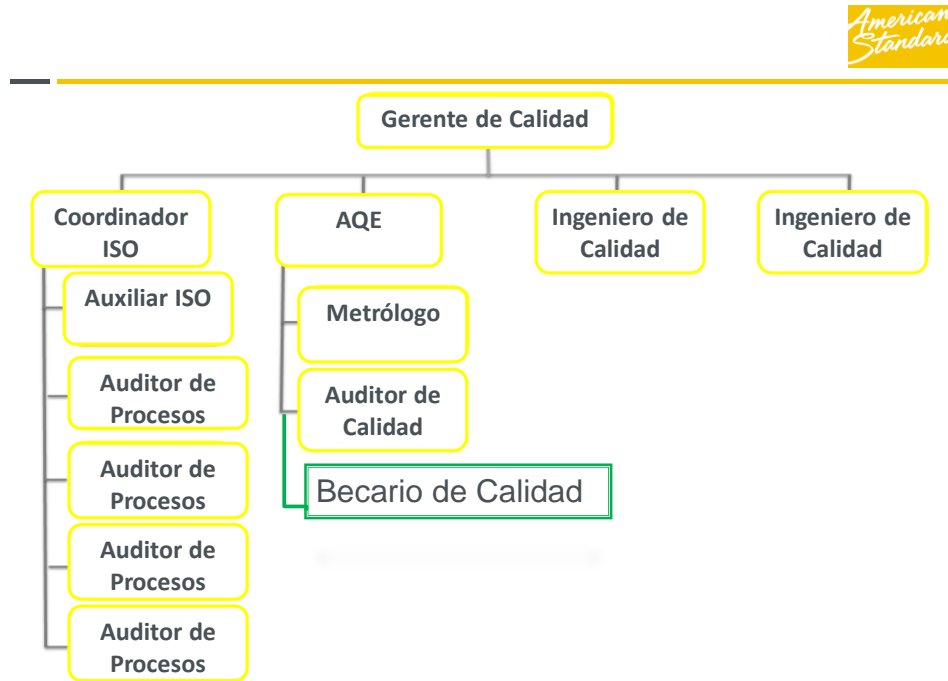 American
Standard
Gerente de Calidad
Coordinador
ISO
AQE
Ingeniero de
Calidad
Ingeniero de
Calidad
Auxiliar ISO
Metrólogo
Auditor de
Procesos
Auditor de
Calidad
Auditor de
Procesos
Becario de Calidad
Auditor de
Procesos
Auditor de
Procesos